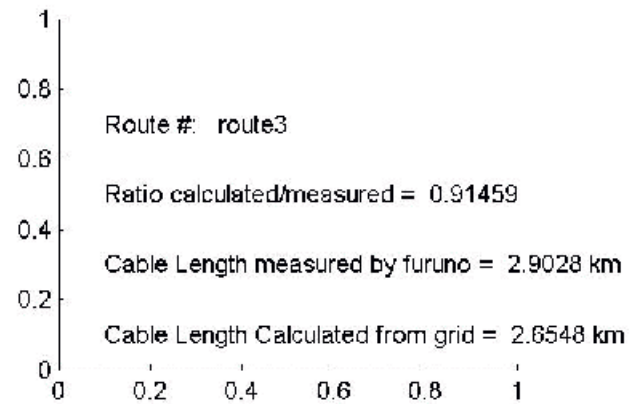 1
0.8
Route #: route3
0.6
Ratio calculated/measured = 0.91459
0.4
Cable Length measured by furuno = 2.9028 km
0.2
Cable Length Calculated from grid = 2.6548 km
0
0 0.2 0.4 0.6 0.8 1